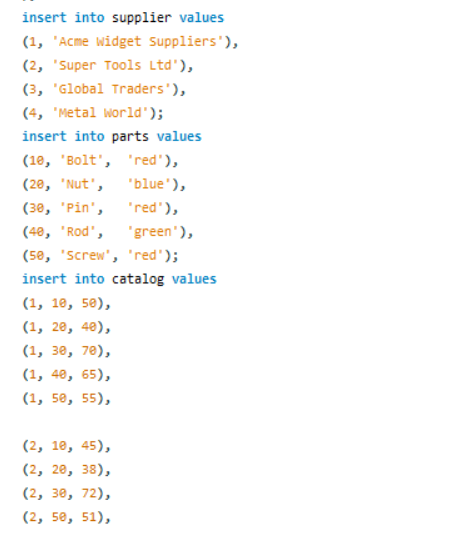 insert into supplier values
(1, 'Acme Widget Suppliers'),
(2, 'Super Tools Ltd'),
(3, 'Global Traders'),
(4, 'Metal World');
insert into parts values
(10, 'Bolt', 'red'),
(20, 'Nut', 'blue'),
(30, 'Pin', 'red'),
(40, 'Rod', 'green'),
(50, 'Screw', 'red');
insert into catalog values
(1, 10, 50),
(1, 20, 40),
(1, 30, 70),
(1, 40, 65),
(1, 50, 55),
(2, 10, 45),
(2, 20, 38),
(2, 30, 72),
(2, 50, 51),